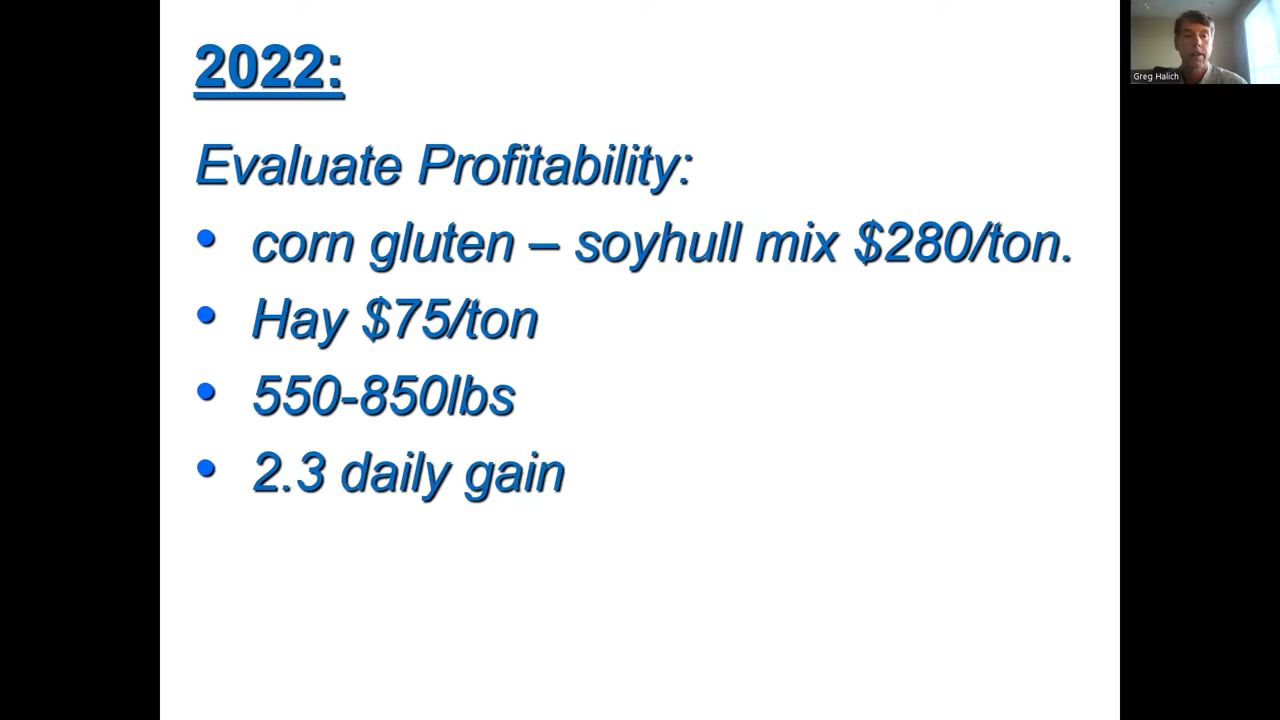 2022:
Greg Halich
Evaluate Profitability:
• corn gluten – soyhull mix $280/ton.
• Hay $75/ton
• 550-850lbs
• 2.3 daily gain